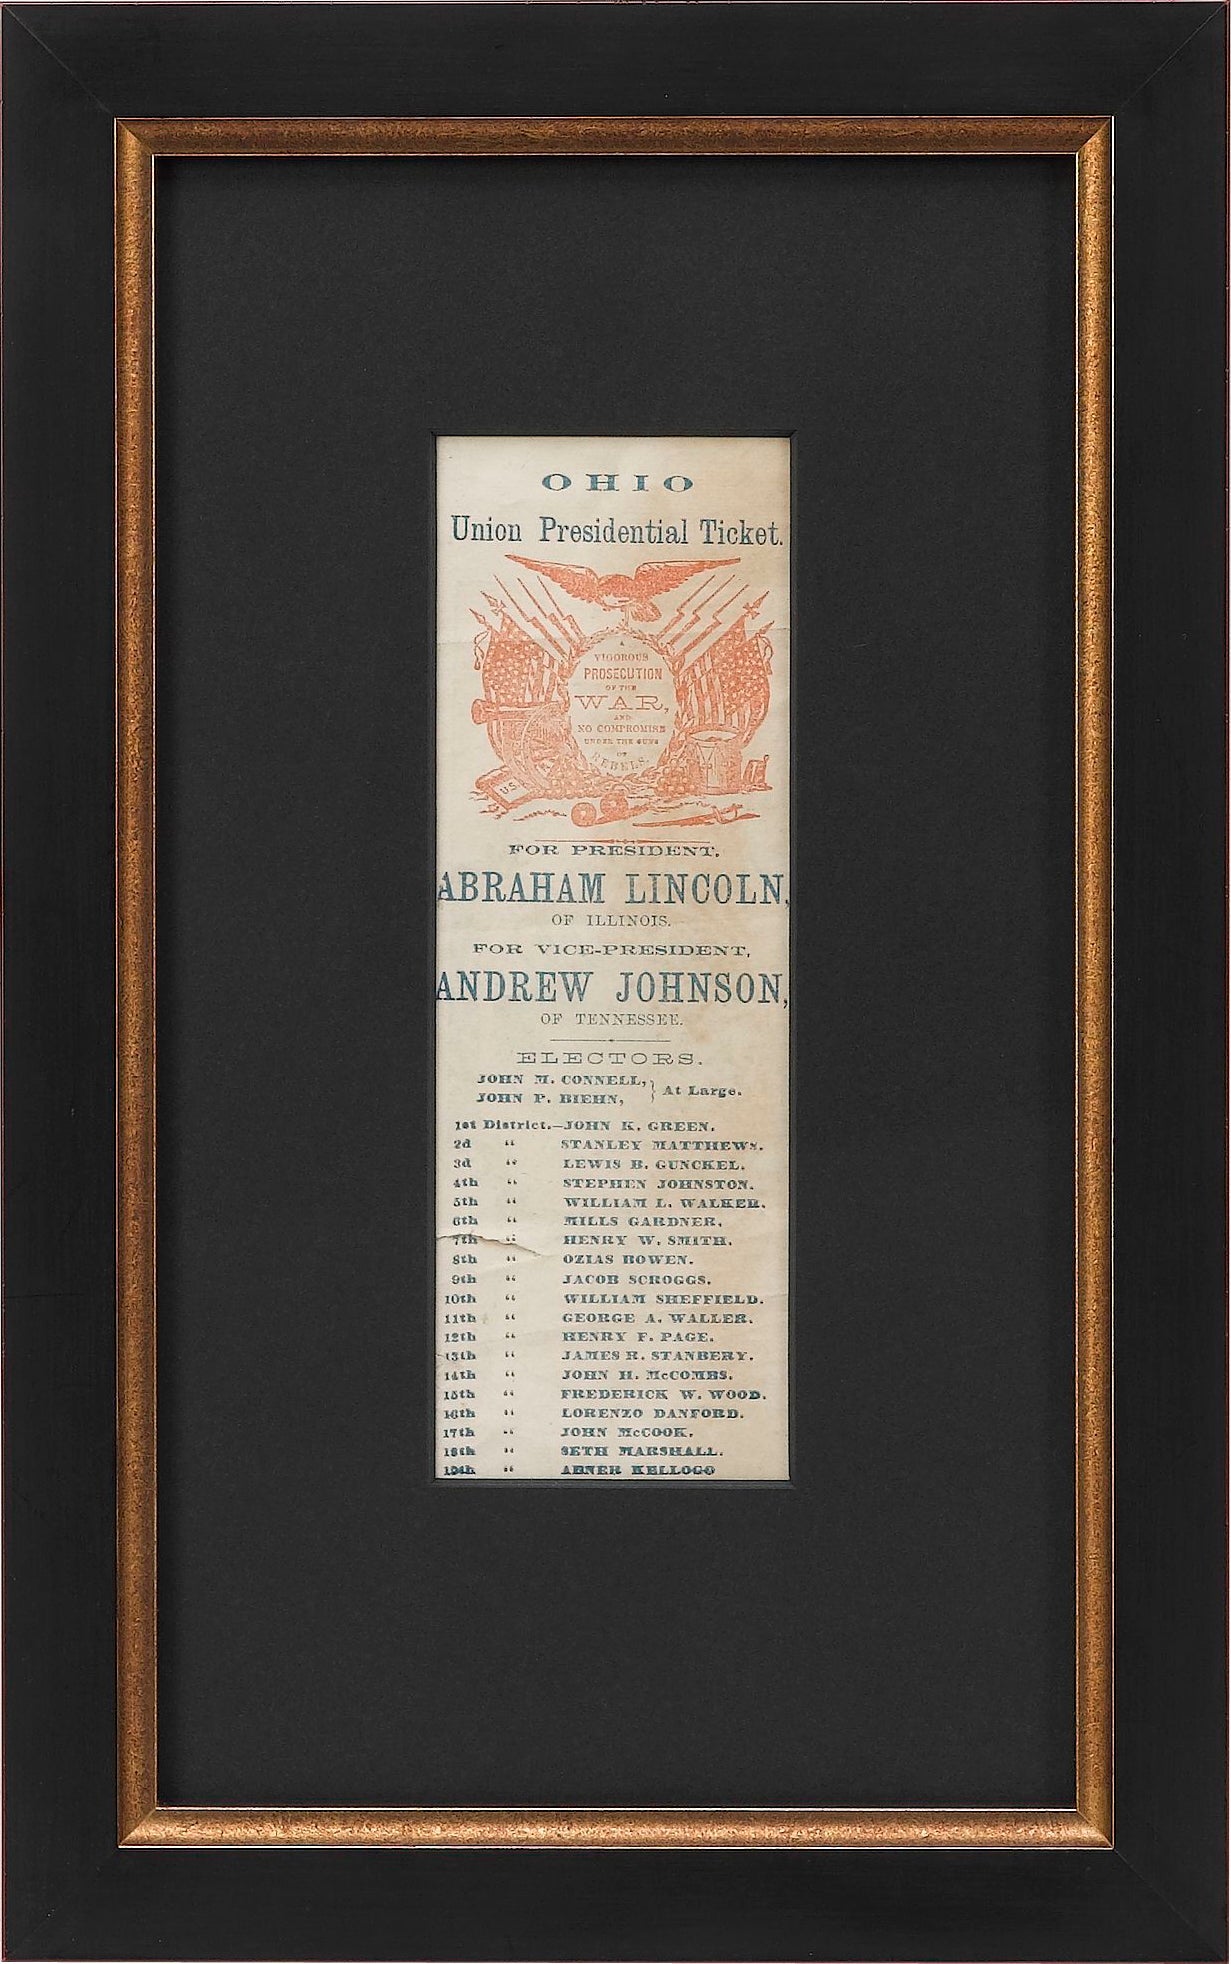 OHIO
Union Presidential Ticket.
A
VIGOROUS
PROSECUTION
OF THE
WAR,
AND
NO COMPROMISE
UNDER THE GUNS
OF
REBELS.
U.S.
FOR PRESIDENT,
ABRAHAM LINCOLN,
OF ILLINOIS.
FOR VICE-PRESIDENT,
ANDREW JOHNSON,
OF TENNESSEE.
ELECTORS.
JOHN M. CONNELL,
JOHN P. BIEHN, } At Large.
1st District.—JOHN K. GREEN.
2d " STANLEY MATTHEWS.
3d " LEWIS B. GUNCKEL.
4th " STEPHEN JOHNSTON.
5th " WILLIAM L. WALKER.
6th " MILLS GARDNER.
7th " HENRY W. SMITH.
8th " OZIAS BOWEN.
9th " JACOB SCROGGS.
10th " WILLIAM SHEFFIELD.
11th " GEORGE A. WALLER.
12th " HENRY F. PAGE.
13th " JAMES R. STANBERY.
14th " JOHN H. McCOMBS.
15th " FREDERICK W. WOOD.
16th " LORENZO DANFORD.
17th " JOHN McCOOK.
18th " SETH MARSHALL.
19th " ABNER KELLOGG